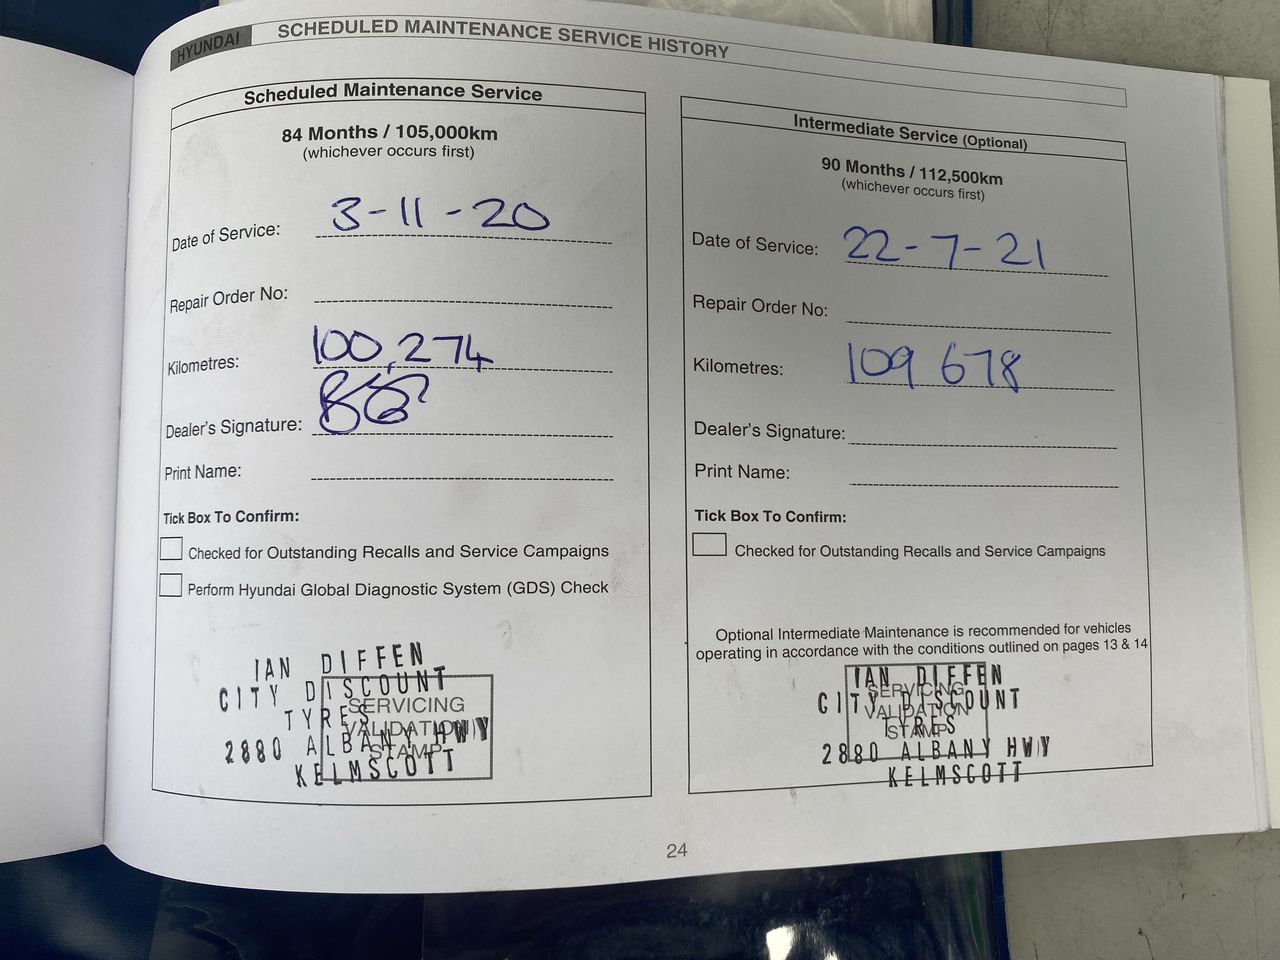 HYUNDAI
SCHEDULED MAINTENANCE SERVICE HISTORY
Scheduled Maintenance Service
84 Months / 105,000km
(whichever occurs first)
Date of Service: 3-11-20
Repair Order No:
Kilometres: 100,274
Dealer's Signature:
Print Name:
Tick Box To Confirm:
Checked for Outstanding Recalls and Service Campaigns
Perform Hyundai Global Diagnostic System (GDS) Check
IAN DIFFEN
CITY DISCOUNT
TYRES
2880 ALBANY HWY
KELMSCOTT
SERVICING
VALIDATION
STAMP
Intermediate Service (Optional)
90 Months / 112,500km
(whichever occurs first)
Date of Service: 22-7-21
Repair Order No:
Kilometres: 109 678
Dealer's Signature:
Print Name:
Tick Box To Confirm:
Checked for Outstanding Recalls and Service Campaigns
Optional Intermediate Maintenance is recommended for vehicles
operating in accordance with the conditions outlined on pages 13 & 14
IAN DIFFEN
CITY DISCOUNT
TYRES
2880 ALBANY HWY
KELMSCOTT
SERVICING
VALIDATION
STAMP
24